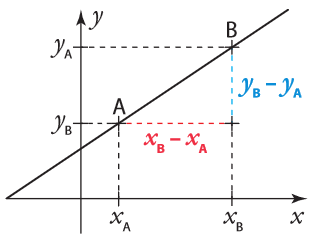 y
B
y_A
A
y_B – y_A
y_B
x_B – x_A
x_A
x_B
x